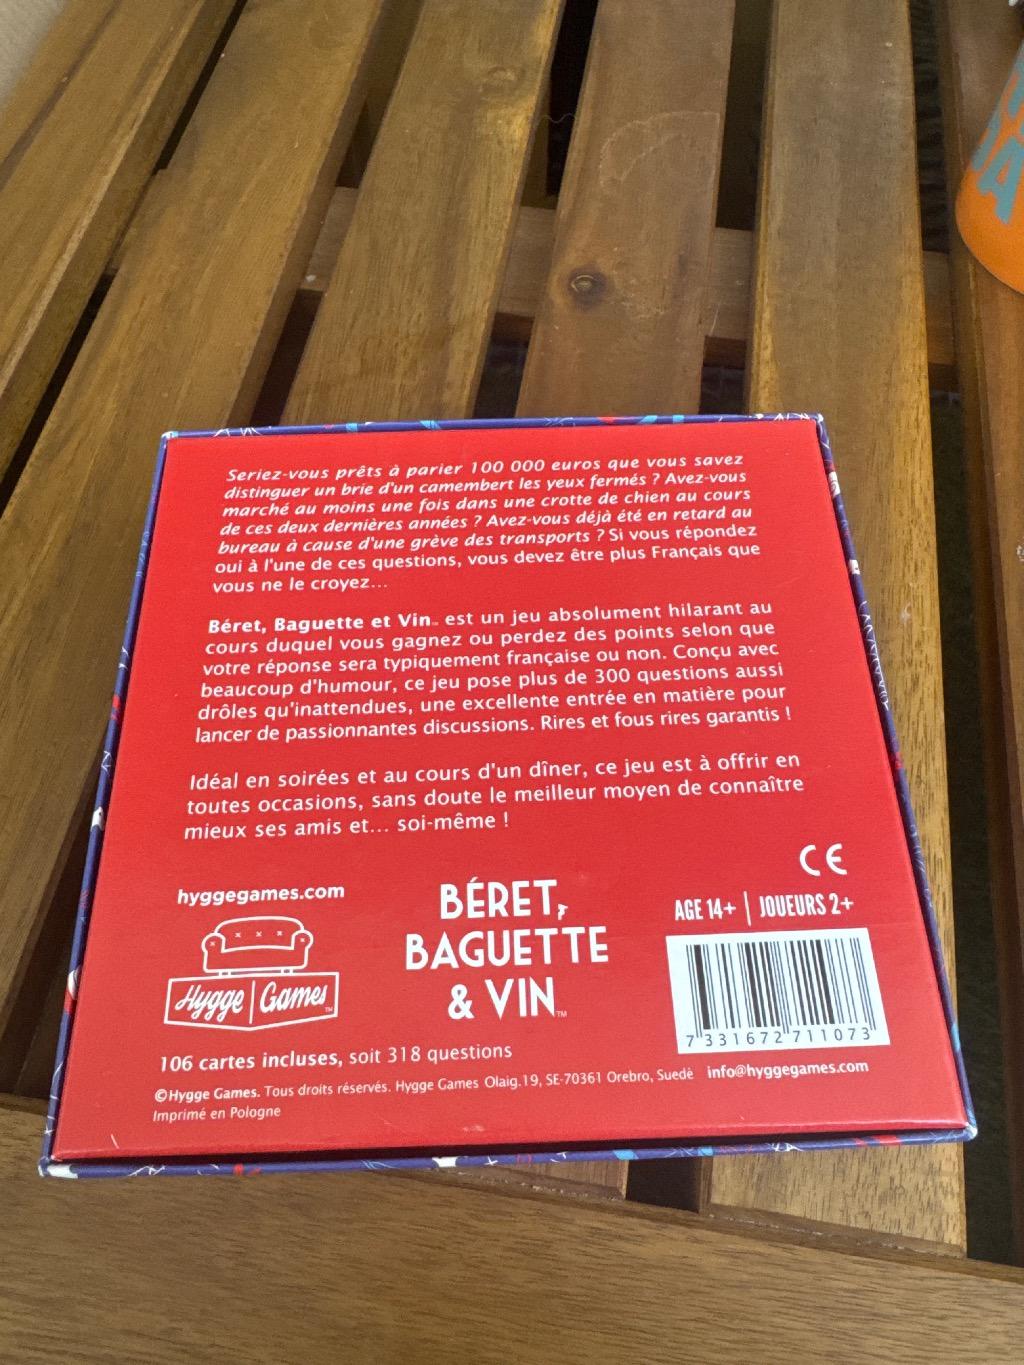 Seriez-vous prêts à parier 100 000 euros que vous savez
distinguer un brie d'un camembert les yeux fermés ? Avez-vous
marché au moins une fois dans une crotte de chien au cours
de ces deux dernières années ? Avez-vous déjà été en retard au
bureau à cause d'une grève des transports ? Si vous répondez
oui à l'une de ces questions, vous devez être plus Français que
vous ne le croyez...
Béret, Baguette et Vin™ est un jeu absolument hilarant au
cours duquel vous gagnez ou perdez des points selon que
votre réponse sera typiquement française ou non. Conçu avec
beaucoup d'humour, ce jeu pose plus de 300 questions aussi
drôles qu'inattendues, une excellente entrée en matière pour
lancer de passionnantes discussions. Rires et fous rires garantis !
Idéal en soirées et au cours d'un dîner, ce jeu est à offrir en
toutes occasions, sans doute le meilleur moyen de connaître
mieux ses amis et... soi-même !
CE
hyggegames.com
Hygge Games™
BÉRET,
BAGUETTE
& VIN™
AGE 14+ | JOUEURS 2+
7 331672 711073
106 cartes incluses, soit 318 questions
©Hygge Games. Tous droits réservés. Hygge Games Olaig.19, SE-70361 Orebro, Suedè info@hyggegames.com
Imprimé en Pologne